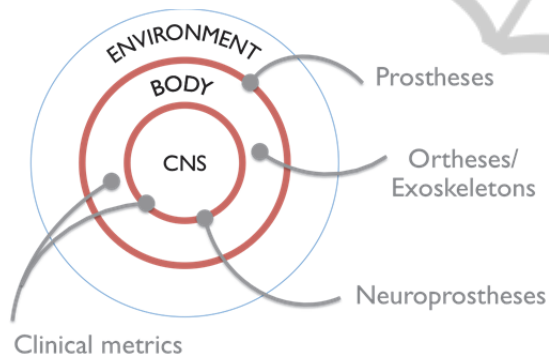 ENVIRONMENT
BODY
CNS
Prostheses
Ortheses/
Exoskeletons
Neuroprostheses
Clinical metrics